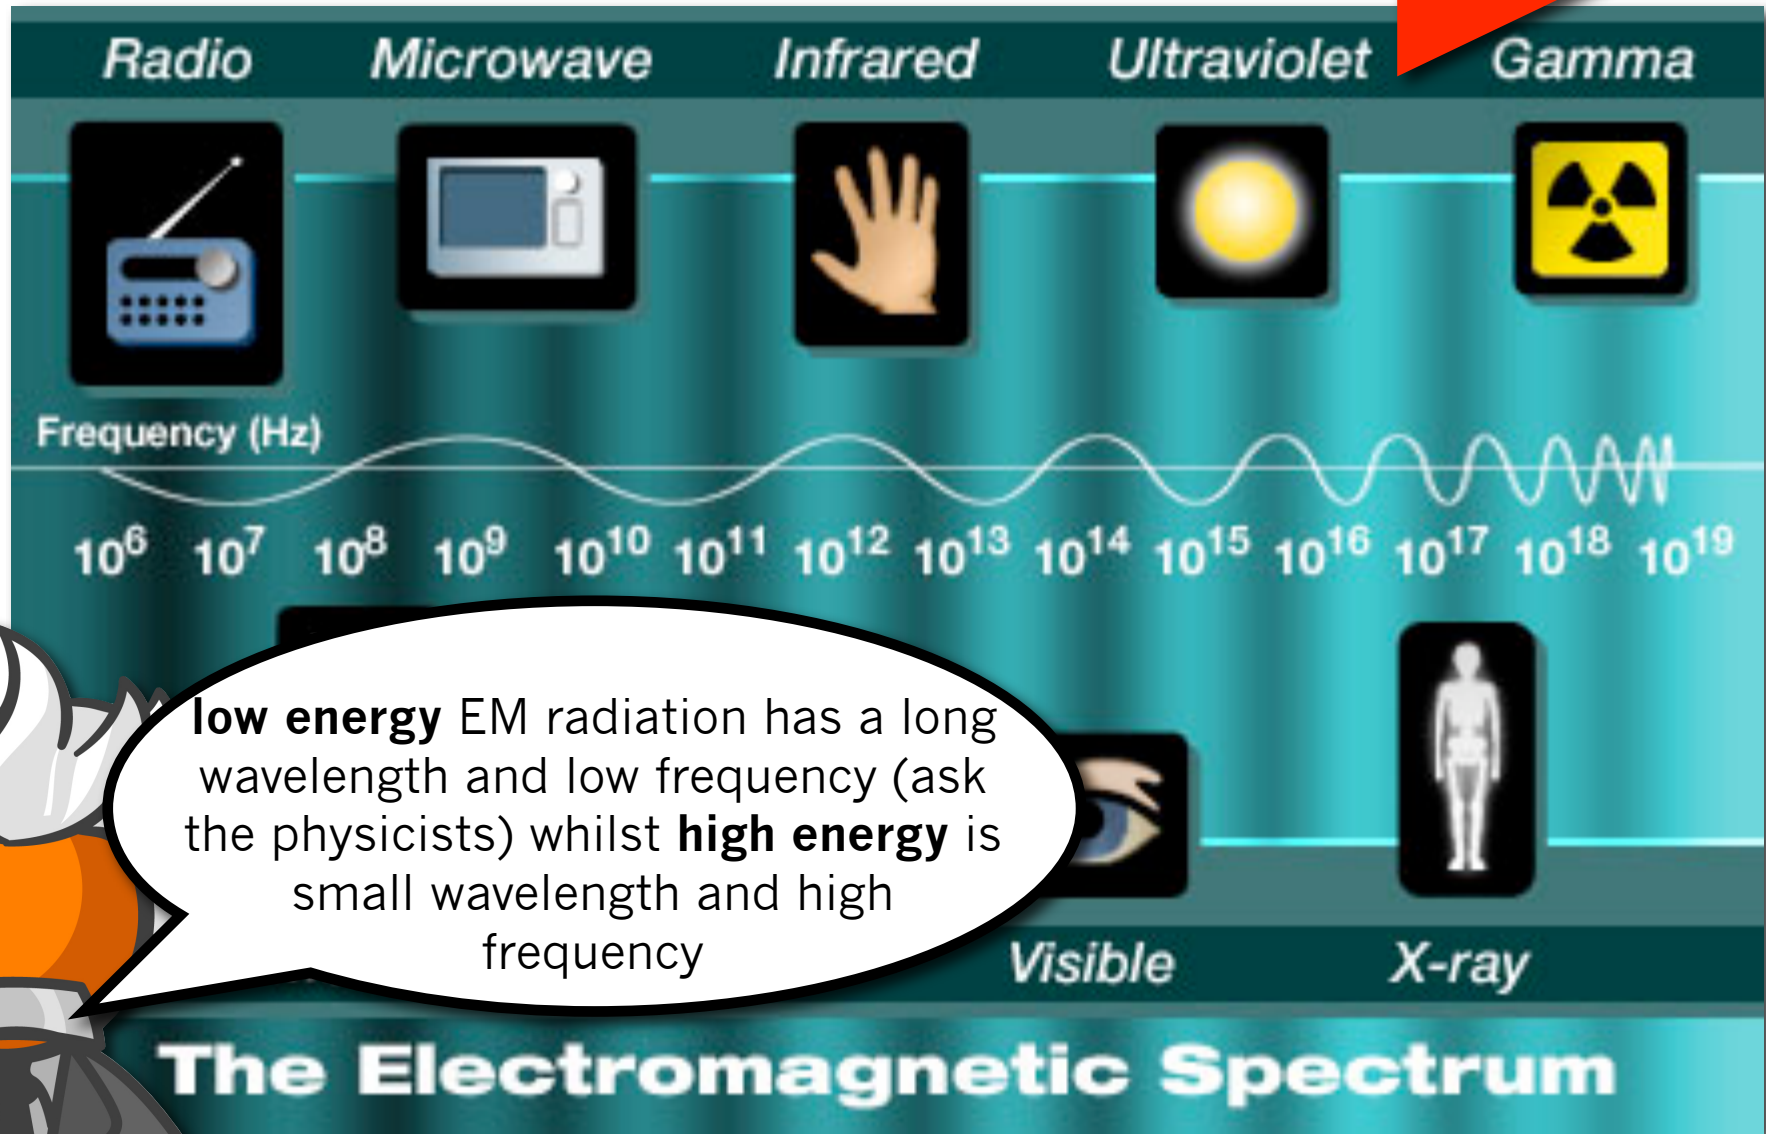 Radio Microwave Infrared Ultraviolet Gamma
Frequency (Hz)
10⁶ 10⁷ 10⁸ 10⁹ 10¹⁰ 10¹¹ 10¹² 10¹³ 10¹⁴ 10¹⁵ 10¹⁶ 10¹⁷ 10¹⁸ 10¹⁹
low energy EM radiation has a long
wavelength and low frequency (ask
the physicists) whilst high energy is
small wavelength and high
frequency
Visible X-ray
The Electromagnetic Spectrum